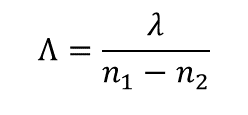 Λ = λ / (n₁ − n₂)